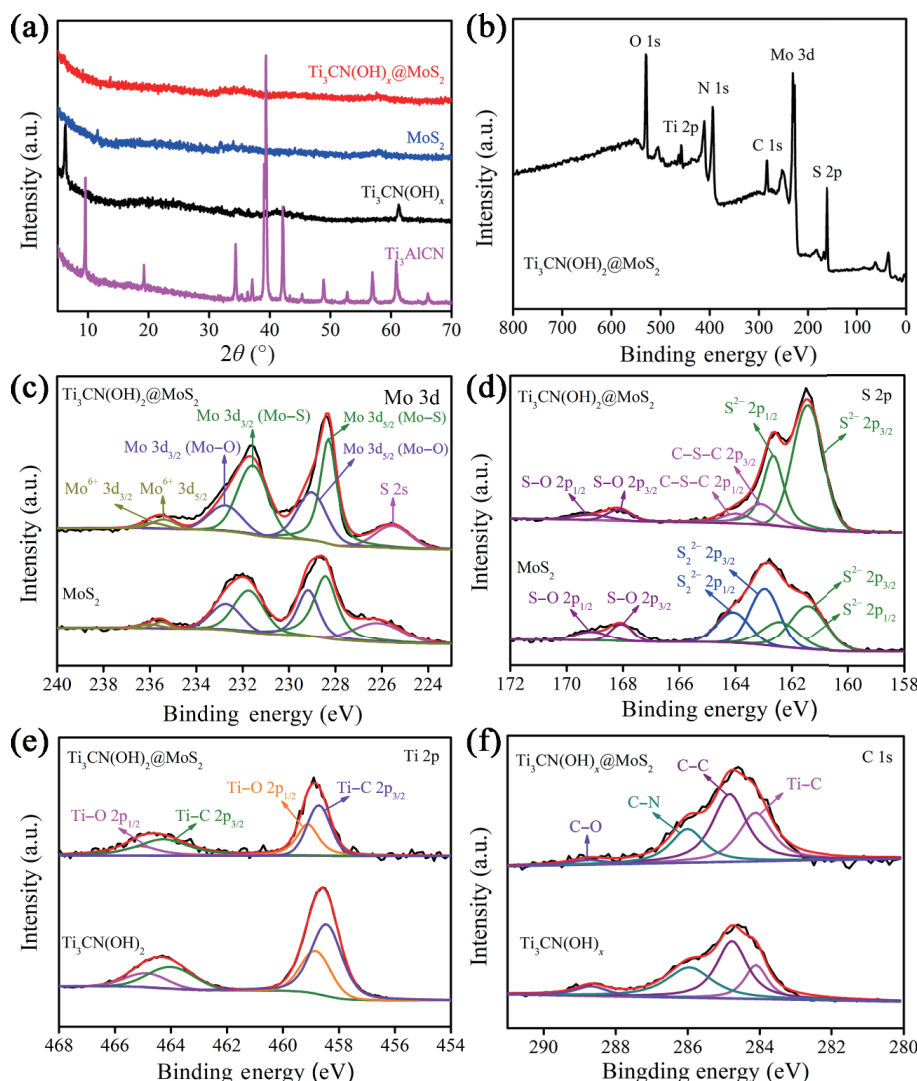 (a)
Intensity (a.u.)
Ti₃CN(OH)ₓ@MoS₂
MoS₂
Ti₃CN(OH)ₓ
Ti₃AlCN
10 20 30 40 50 60 70
2θ (°)
(b)
Intensity (a.u.)
O 1s
Ti 2p
N 1s
C 1s
Mo 3d
S 2p
Ti₃CN(OH)₂@MoS₂
800 700 600 500 400 300 200 100 0
Binding energy (eV)
(c)
Intensity (a.u.)
Ti₃CN(OH)₂@MoS₂
Mo 3d
Mo 3d₃/₂ (Mo–S)
Mo 3d₅/₂ (Mo–S)
Mo 3d₃/₂ (Mo–O)
Mo 3d₅/₂ (Mo–O)
Mo⁶⁺ 3d₃/₂
Mo⁶⁺ 3d₅/₂
S 2s
MoS₂
240 238 236 234 232 230 228 226 224
Binding energy (eV)
(d)
Intensity (a.u.)
Ti₃CN(OH)₂@MoS₂
S 2p
S²⁻ 2p₁/₂
S²⁻ 2p₃/₂
C–S–C 2p₃/₂
C–S–C 2p₁/₂
S–O 2p₁/₂
S–O 2p₃/₂
MoS₂
S₂²⁻ 2p₃/₂
S₂²⁻ 2p₁/₂
S²⁻ 2p₃/₂
S²⁻ 2p₁/₂
S–O 2p₁/₂
S–O 2p₃/₂
172 170 168 166 164 162 160 158
Binding energy (eV)
(e)
Intensity (a.u.)
Ti₃CN(OH)₂@MoS₂
Ti 2p
Ti–O 2p₁/₂
Ti–C 2p₃/₂
Ti–O 2p₁/₂
Ti–C 2p₃/₂
Ti₃CN(OH)₂
468 466 464 462 460 458 456 454
Binding energy (eV)
(f)
Intensity (a.u.)
Ti₃CN(OH)ₓ@MoS₂
C 1s
C–C
Ti–C
C–N
C–O
Ti₃CN(OH)ₓ
290 288 286 284 282 280
Bingding energy (eV)